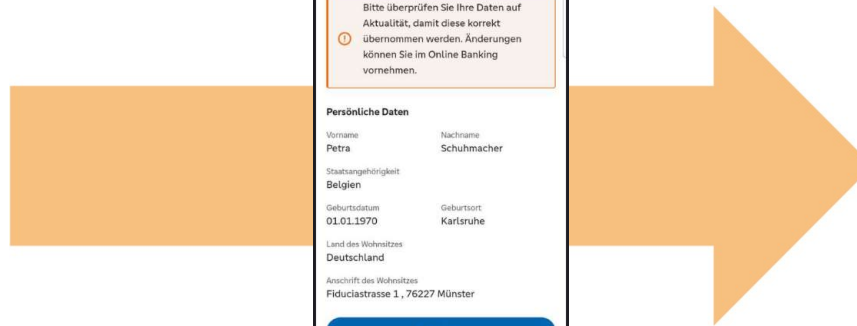 Bitte überprüfen Sie Ihre Daten auf
Aktualität, damit diese korrekt
übernommen werden. Änderungen
können Sie im Online Banking
vornehmen.
Persönliche Daten
Vorname Nachname
Petra Schuhmacher
Staatsangehörigkeit
Belgien
Geburtsdatum Geburtsort
01.01.1970 Karlsruhe
Land des Wohnsitzes
Deutschland
Anschrift des Wohnsitzes
Fiduciastrasse 1 , 76227 Münster